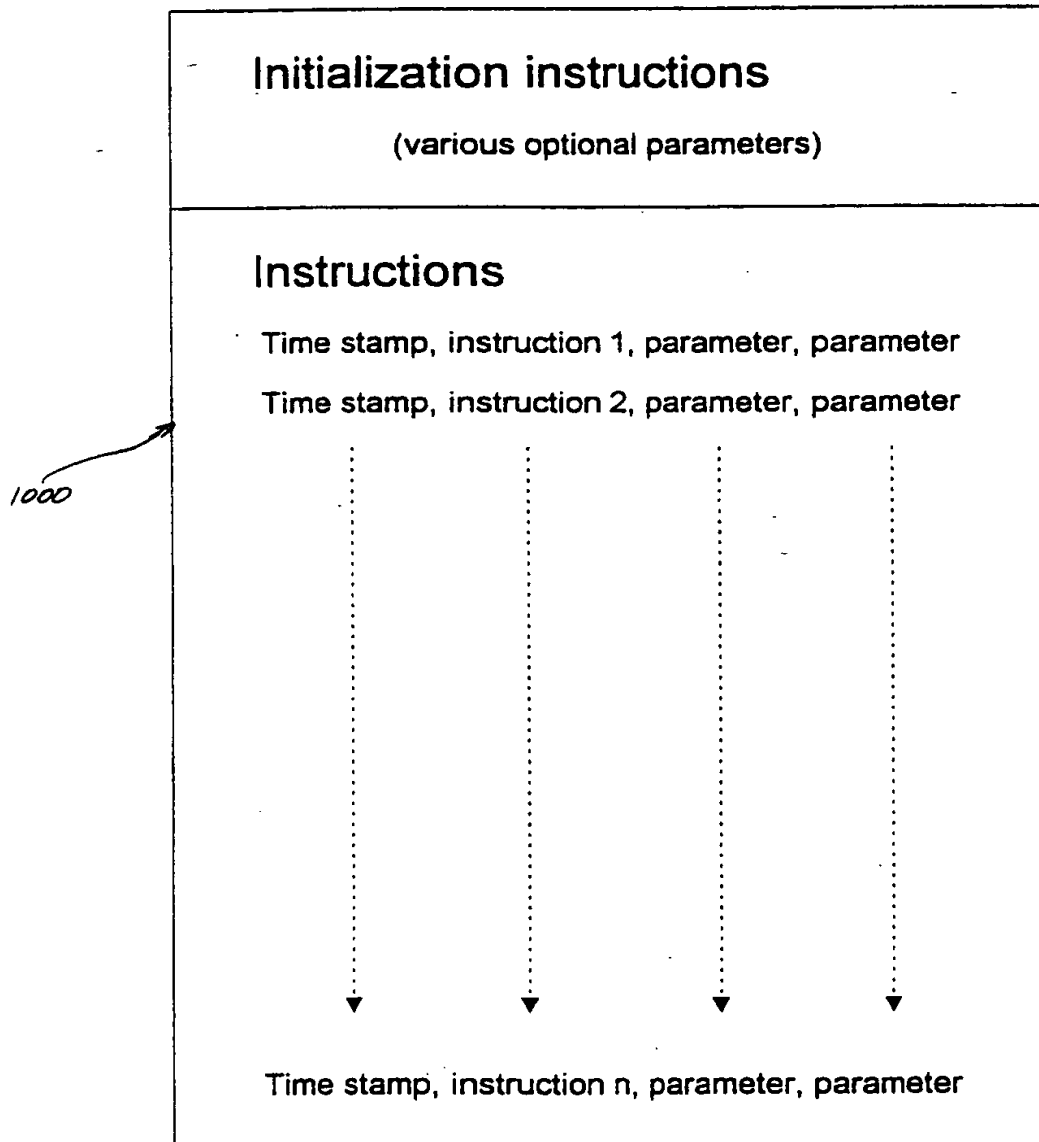 Initialization instructions
(various optional parameters)
Instructions
Time stamp, instruction 1, parameter, parameter
Time stamp, instruction 2, parameter, parameter
1000
Time stamp, instruction n, parameter, parameter